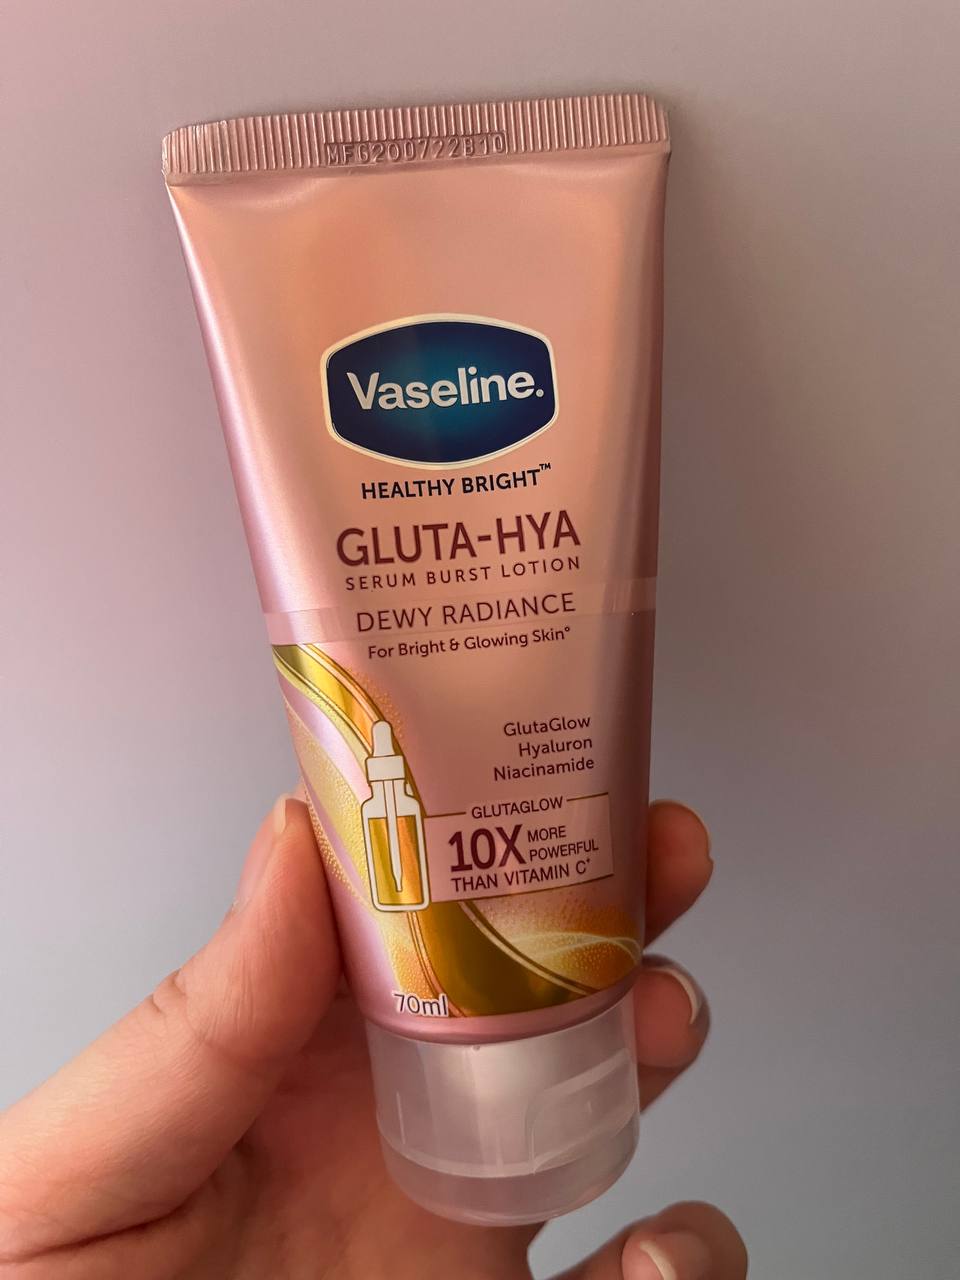 MFG200722B10
Vaseline.
HEALTHY BRIGHT™
GLUTA-HYA
SERUM BURST LOTION
DEWY RADIANCE
For Bright & Glowing Skin°
GlutaGlow
Hyaluron
Niacinamide
GLUTAGLOW
10X MORE
POWERFUL
THAN VITAMIN C*
70ml